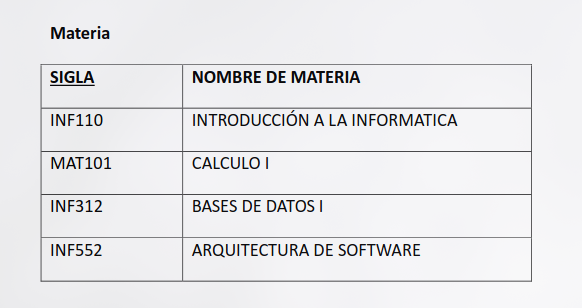 Materia
SIGLA NOMBRE DE MATERIA
INF110 INTRODUCCIÓN A LA INFORMATICA
MAT101 CALCULO I
INF312 BASES DE DATOS I
INF552 ARQUITECTURA DE SOFTWARE